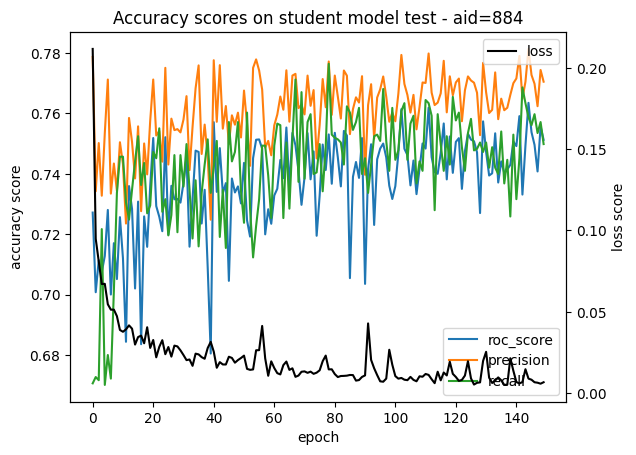 Accuracy scores on student model test - aid=884
accuracy score
0.78
0.76
0.74
0.72
0.70
0.68
0
20
40
60
80
100
120
140
epoch
0.20
0.15
0.10
0.05
0.00
loss score
loss
roc_score
precision
recall